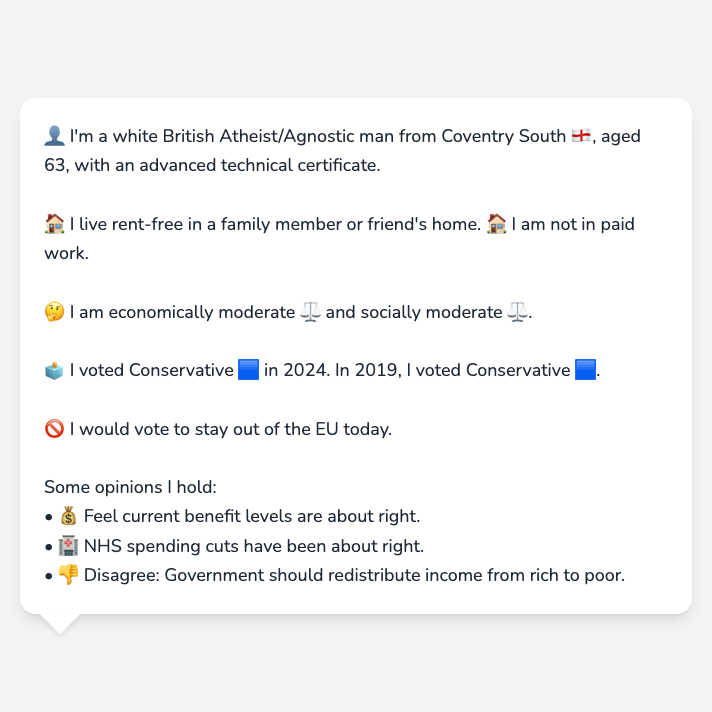 👤 I'm a white British Atheist/Agnostic man from Coventry South 🏴󠁧󠁢󠁥󠁮󠁧󠁿, aged
63, with an advanced technical certificate.
🏠 I live rent-free in a family member or friend's home. 🏠 I am not in paid
work.
🤔 I am economically moderate ⚖️ and socially moderate ⚖️.
🗳️ I voted Conservative 🟦 in 2024. In 2019, I voted Conservative 🟦.
🚫 I would vote to stay out of the EU today.
Some opinions I hold:
• 💰 Feel current benefit levels are about right.
• 🏥 NHS spending cuts have been about right.
• 👎 Disagree: Government should redistribute income from rich to poor.